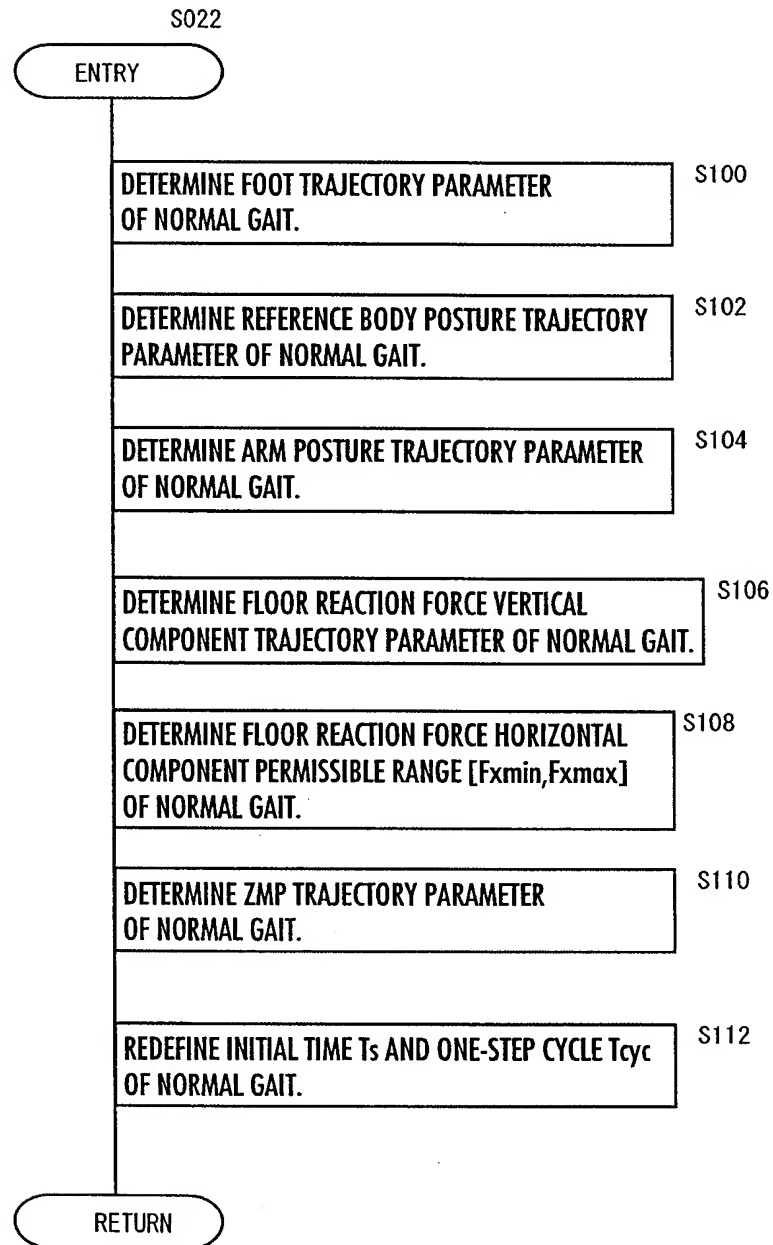 S022
ENTRY
S100
DETERMINE FOOT TRAJECTORY PARAMETER
OF NORMAL GAIT.
S102
DETERMINE REFERENCE BODY POSTURE TRAJECTORY
PARAMETER OF NORMAL GAIT.
S104
DETERMINE ARM POSTURE TRAJECTORY PARAMETER
OF NORMAL GAIT.
S106
DETERMINE FLOOR REACTION FORCE VERTICAL
COMPONENT TRAJECTORY PARAMETER OF NORMAL GAIT.
S108
DETERMINE FLOOR REACTION FORCE HORIZONTAL
COMPONENT PERMISSIBLE RANGE [Fxmin,Fxmax]
OF NORMAL GAIT.
S110
DETERMINE ZMP TRAJECTORY PARAMETER
OF NORMAL GAIT.
S112
REDEFINE INITIAL TIME Ts AND ONE-STEP CYCLE Tcyc
OF NORMAL GAIT.
RETURN